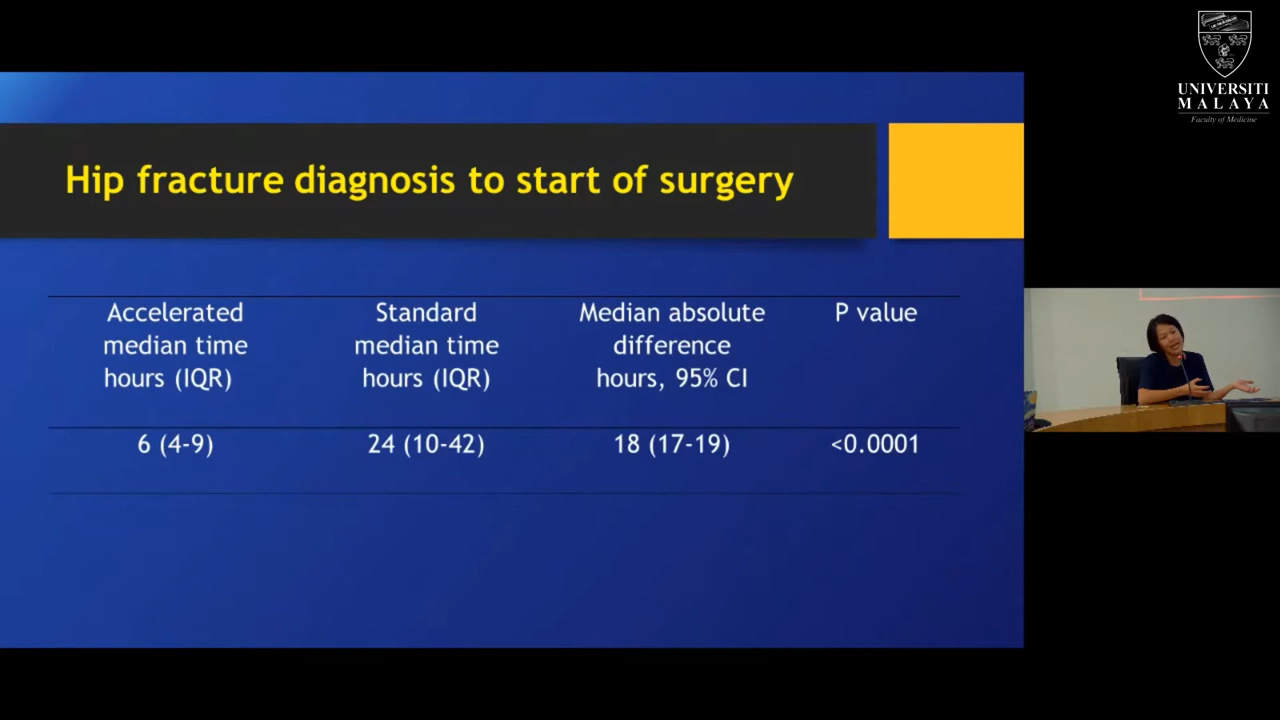 UNIVERSITI
MALAYA
Faculty of Medicine
Hip fracture diagnosis to start of surgery
Accelerated median time hours (IQR)
Standard median time hours (IQR)
Median absolute difference hours, 95% CI
P value
6 (4-9)
24 (10-42)
18 (17-19)
<0.0001